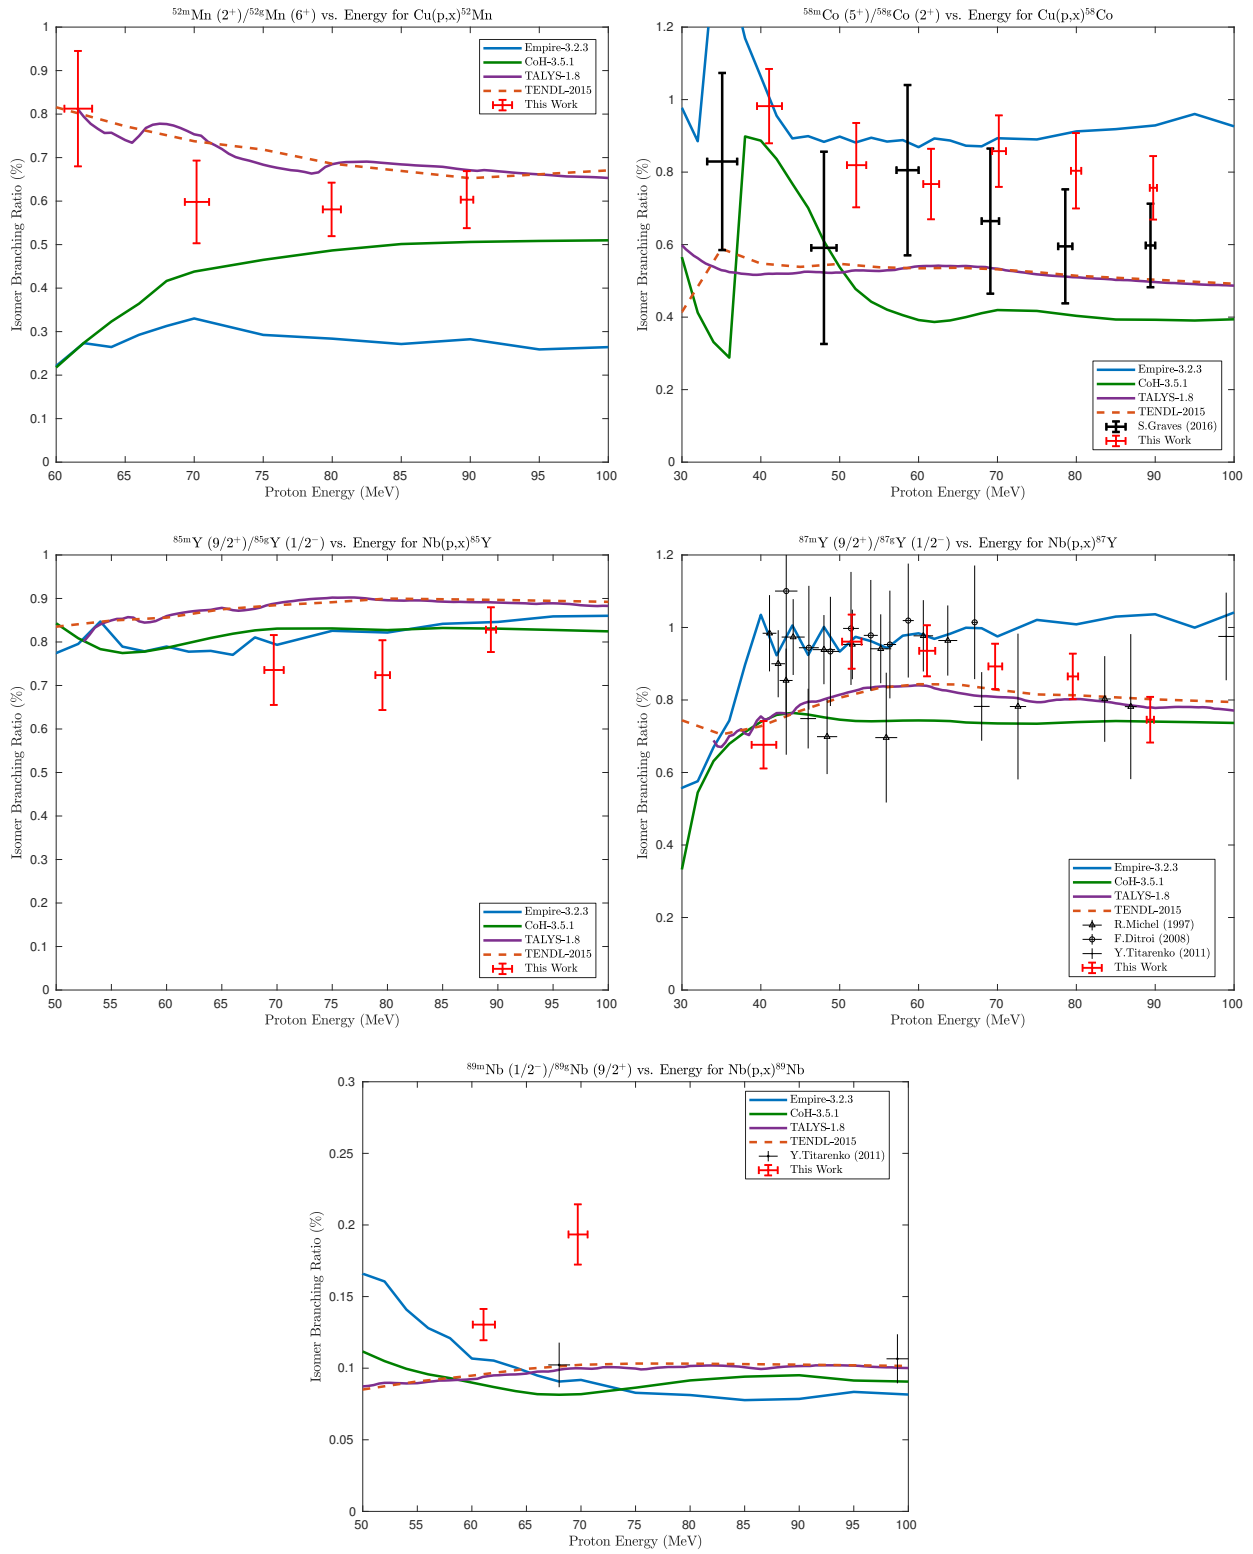 ⁵²ᵐMn (2⁺)/⁵²ᵍMn (6⁺) vs. Energy for Cu(p,x)⁵²Mn
1
0.9
0.8
0.7
0.6
0.5
0.4
0.3
0.2
0.1
0
Isomer Branching Ratio (%)
60 65 70 75 80 85 90 95 100
Proton Energy (MeV)
Empire-3.2.3
CoH-3.5.1
TALYS-1.8
TENDL-2015
This Work
⁵⁸ᵐCo (5⁺)/⁵⁸ᵍCo (2⁺) vs. Energy for Cu(p,x)⁵⁸Co
1.2
1
0.8
0.6
0.4
0.2
0
Isomer Branching Ratio (%)
30 40 50 60 70 80 90 100
Proton Energy (MeV)
Empire-3.2.3
CoH-3.5.1
TALYS-1.8
TENDL-2015
S.Graves (2016)
This Work
⁸⁵ᵐY (9/2⁺)/⁸⁵ᵍY (1/2⁻) vs. Energy for Nb(p,x)⁸⁵Y
1
0.9
0.8
0.7
0.6
0.5
0.4
0.3
0.2
0.1
0
Isomer Branching Ratio (%)
50 55 60 65 70 75 80 85 90 95 100
Proton Energy (MeV)
Empire-3.2.3
CoH-3.5.1
TALYS-1.8
TENDL-2015
This Work
⁸⁷ᵐY (9/2⁺)/⁸⁷ᵍY (1/2⁻) vs. Energy for Nb(p,x)⁸⁷Y
1.2
1
0.8
0.6
0.4
0.2
0
Isomer Branching Ratio (%)
30 40 50 60 70 80 90 100
Proton Energy (MeV)
Empire-3.2.3
CoH-3.5.1
TALYS-1.8
TENDL-2015
R.Michel (1997)
F.Ditroi (2008)
Y.Titarenko (2011)
This Work
⁸⁹ᵐNb (1/2⁻)/⁸⁹ᵍNb (9/2⁺) vs. Energy for Nb(p,x)⁸⁹Nb
0.3
0.25
0.2
0.15
0.1
0.05
0
Isomer Branching Ratio (%)
50 55 60 65 70 75 80 85 90 95 100
Proton Energy (MeV)
Empire-3.2.3
CoH-3.5.1
TALYS-1.8
TENDL-2015
Y.Titarenko (2011)
This Work